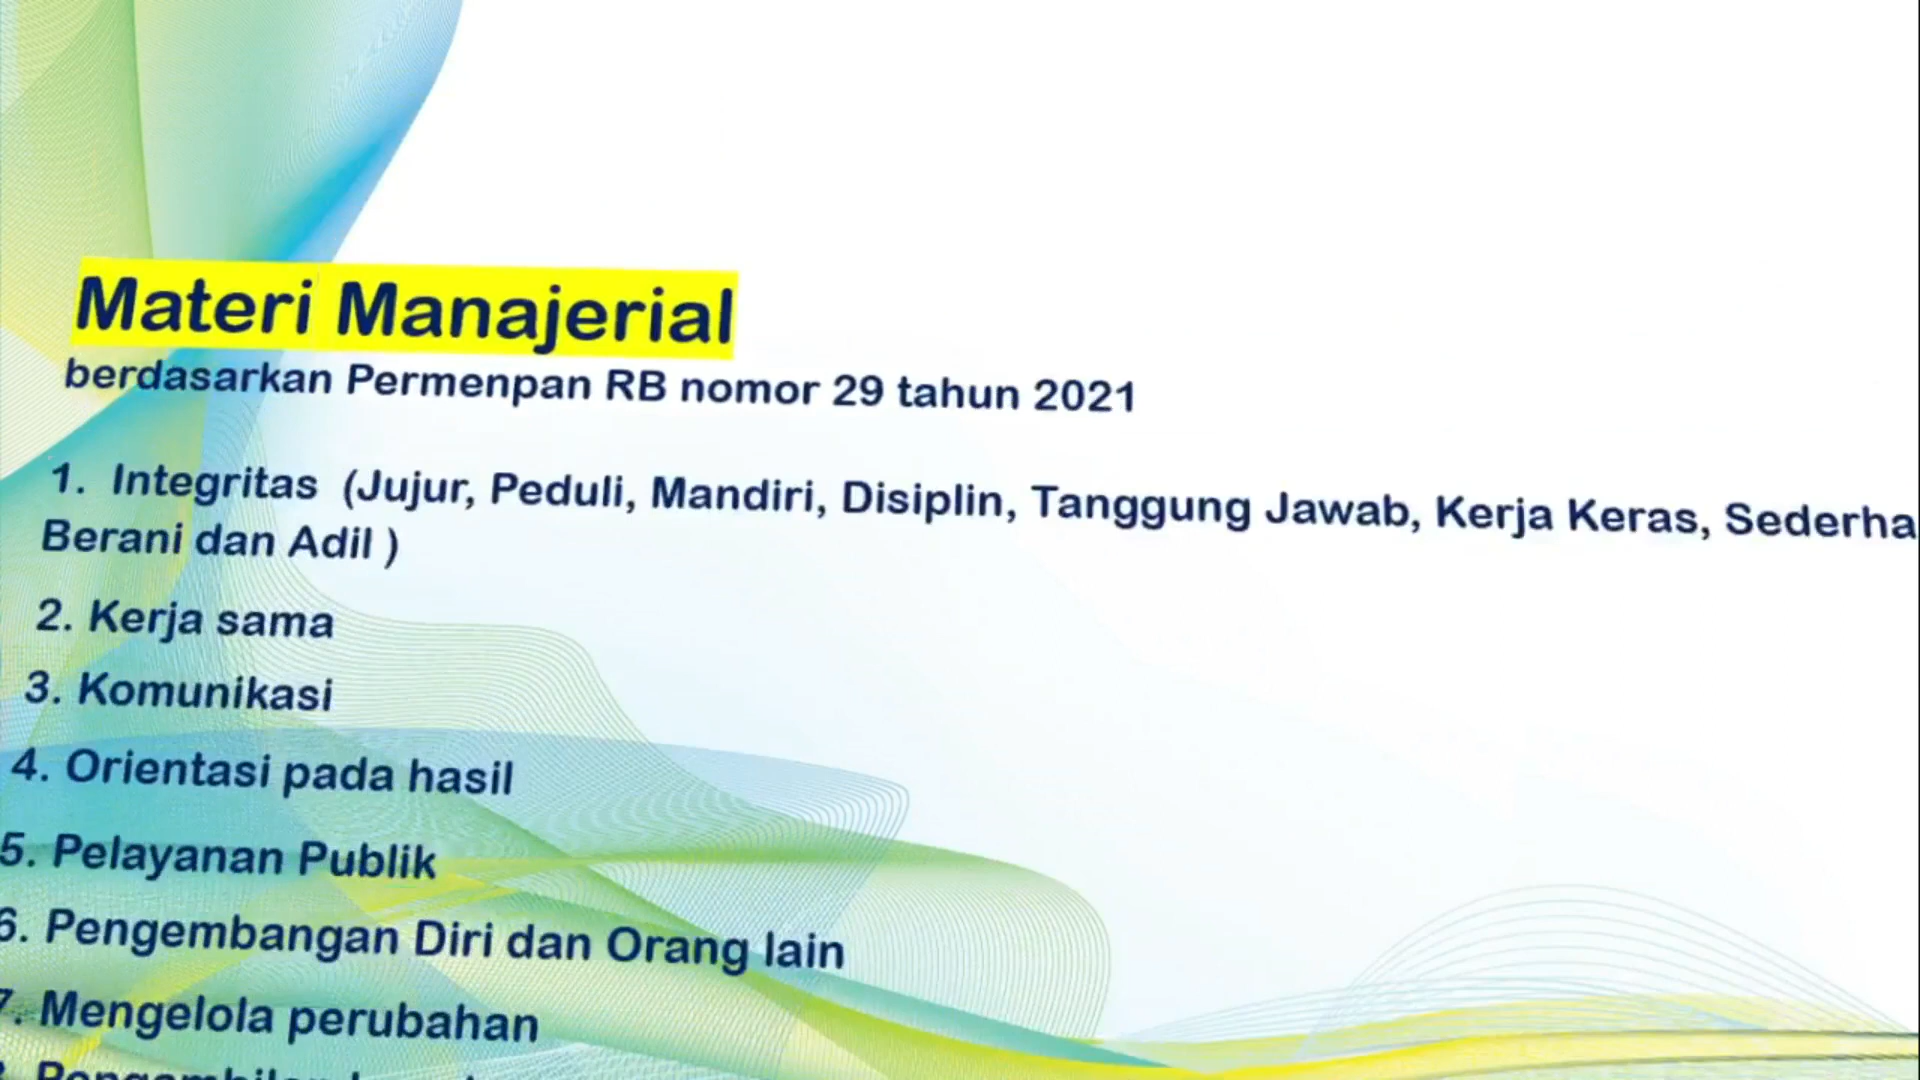 Materi Manajerial
berdasarkan Permenpan RB nomor 29 tahun 2021
1. Integritas (Jujur, Peduli, Mandiri, Disiplin, Tanggung Jawab, Kerja Keras, Sederha
Berani dan Adil )
2. Kerja sama
3. Komunikasi
4. Orientasi pada hasil
5. Pelayanan Publik
6. Pengembangan Diri dan Orang lain
7. Mengelola perubahan